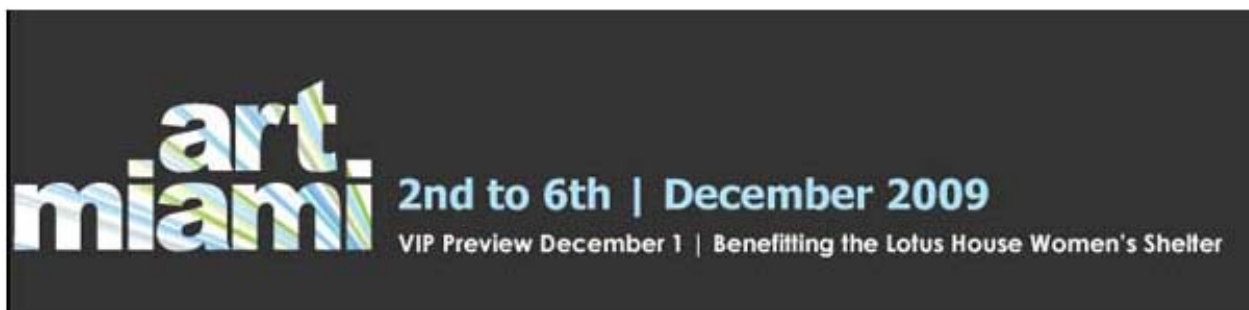 art
miami
2nd to 6th | December 2009
VIP Preview December 1 | Benefitting the Lotus House Women's Shelter